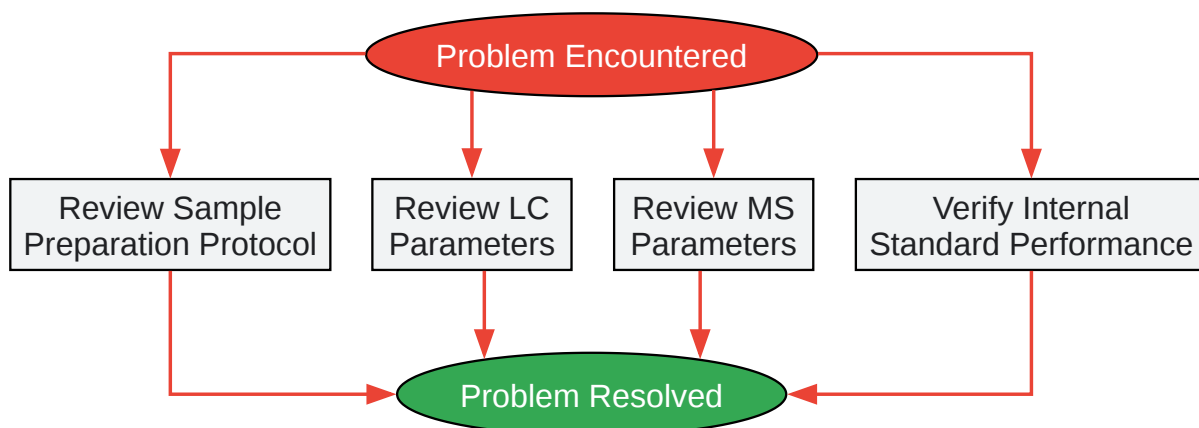 Problem Encountered
Review Sample
Preparation Protocol
Review LC
Parameters
Review MS
Parameters
Verify Internal
Standard Performance
Problem Resolved